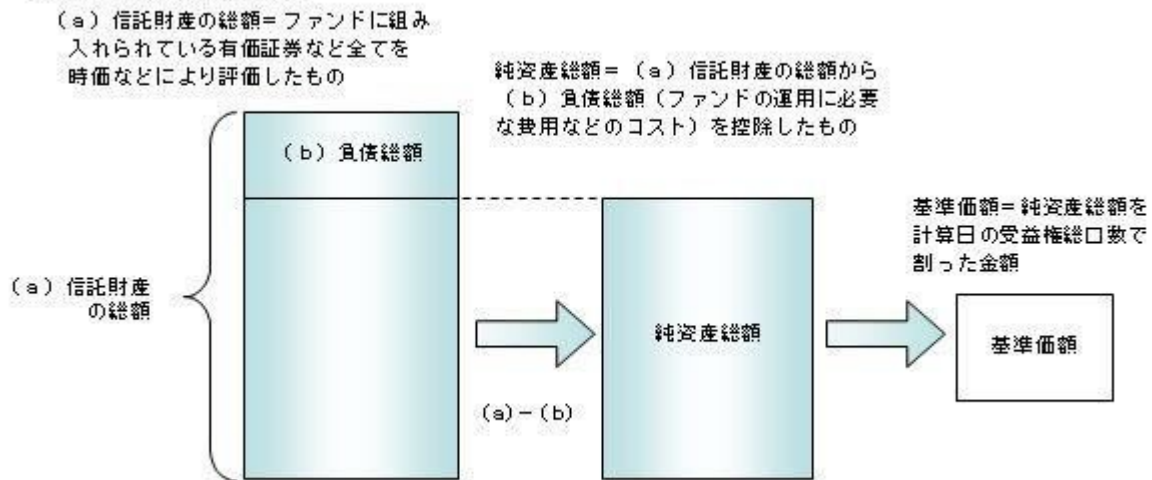 （a）信託財産の総額＝ファンドに組み
入れられている有価証券など全てを
時価などにより評価したもの
純資産総額＝（a）信託財産の総額から
（b）負債総額（ファンドの運用に必要
な費用などのコスト）を控除したもの
（b）負債総額
基準価額＝純資産総額を
計算日の受益権総口数で
割った金額
（a）信託財産
の総額
純資産総額
基準価額
(a)－(b)